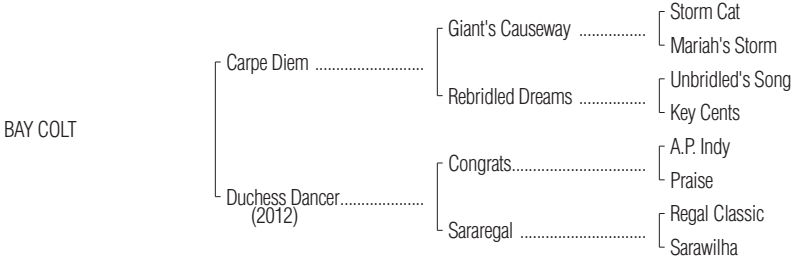 Storm Cat
Giant's Causeway ................
Mariah's Storm
Carpe Diem ..........................
Unbridled's Song
Rebridled Dreams ................
Key Cents
BAY COLT
A.P. Indy
Congrats................................
Praise
Duchess Dancer....................
(2012)
Regal Classic
Sararegal ..............................
Sarawilha